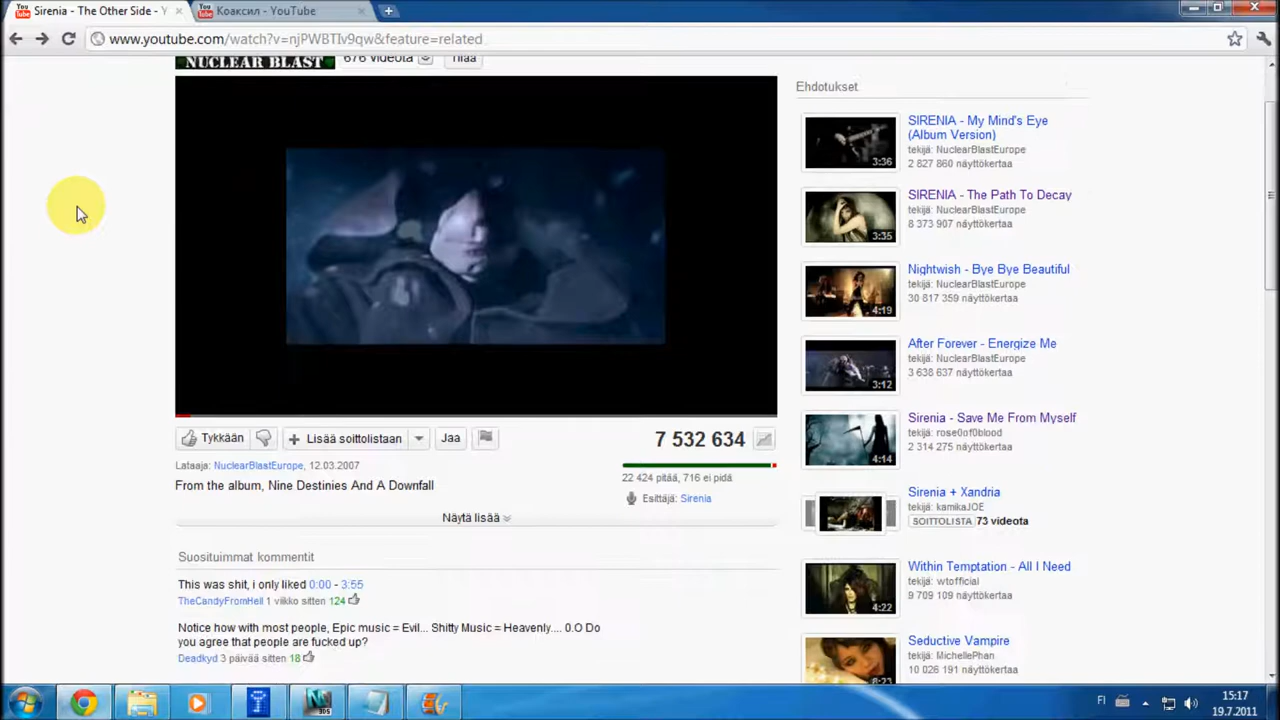 Sirenia - The Other Side - Y
Коаксил - YouTube
www.youtube.com/watch?v=njPWBTIv9qw&feature=related
NUCLEAR BLAST
676 videota
Tilaa
Tykkään
Lisää soittolistaan
Jaa
7 532 634
Lataaja: NuclearBlastEurope, 12.03.2007
22 424 pitää, 716 ei pidä
From the album, Nine Destinies And A Downfall
Esittäjä: Sirenia
Näytä lisää
Suosituimmat kommentit
This was shit, i only liked 0:00 - 3:55
TheCandyFromHell 1 viikko sitten 124
Notice how with most people, Epic music = Evil... Shitty Music = Heavenly.... 0.O Do
you agree that people are fucked up?
Deadkyd 3 päivää sitten 18
Ehdotukset
3:36
SIRENIA - My Mind's Eye
(Album Version)
tekijä: NuclearBlastEurope
2 827 860 näyttökertaa
3:35
SIRENIA - The Path To Decay
tekijä: NuclearBlastEurope
8 373 907 näyttökertaa
4:19
Nightwish - Bye Bye Beautiful
tekijä: NuclearBlastEurope
30 817 359 näyttökertaa
3:12
After Forever - Energize Me
tekijä: NuclearBlastEurope
3 638 637 näyttökertaa
4:14
Sirenia - Save Me From Myself
tekijä: rose0of0blood
2 314 275 näyttökertaa
Sirenia + Xandria
tekijä: kamikaJOE
SOITTOLISTA 73 videota
4:22
Within Temptation - All I Need
tekijä: wtofficial
9 709 109 näyttökertaa
8:23
Seductive Vampire
tekijä: MichellePhan
10 026 191 näyttökertaa
FI
15:17
19.7.2011